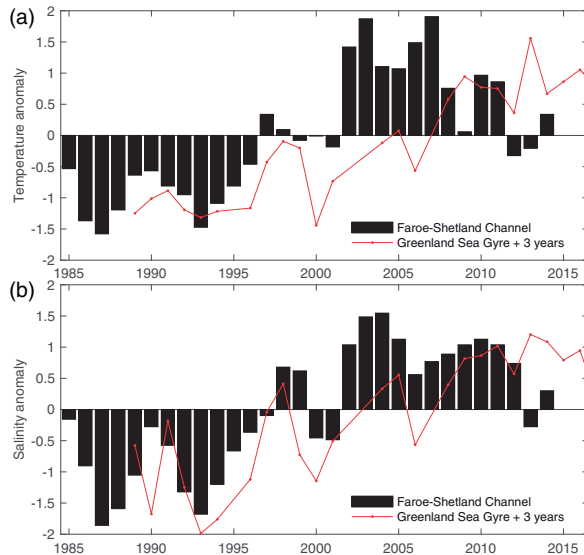 (a)
2
1.5
1
0.5
0
-0.5
-1
-1.5
-2
Temperature anomaly
Faroe-Shetland Channel
Greenland Sea Gyre + 3 years
1985 1990 1995 2000 2005 2010 2015
(b)
2
1.5
1
0.5
0
-0.5
-1
-1.5
-2
Salinity anomaly
Faroe-Shetland Channel
Greenland Sea Gyre + 3 years
1985 1990 1995 2000 2005 2010